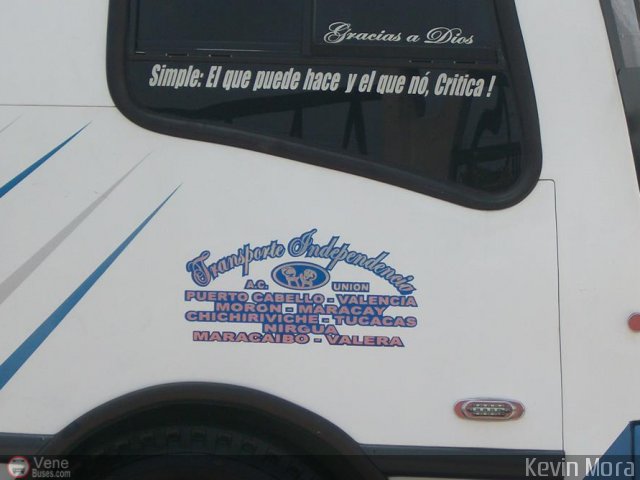 Gracias a Dios
Simple: El que puede hace y el que nó, Critica !
Transporte Independencia
A.C. UNION
PUERTO CABELLO - VALENCIA
MORON - MARACAY
CHICHIRIVICHE - TUCACAS
NIRGUA
MARACAIBO - VALERA
Vene
Buses.com
Kevin Mora